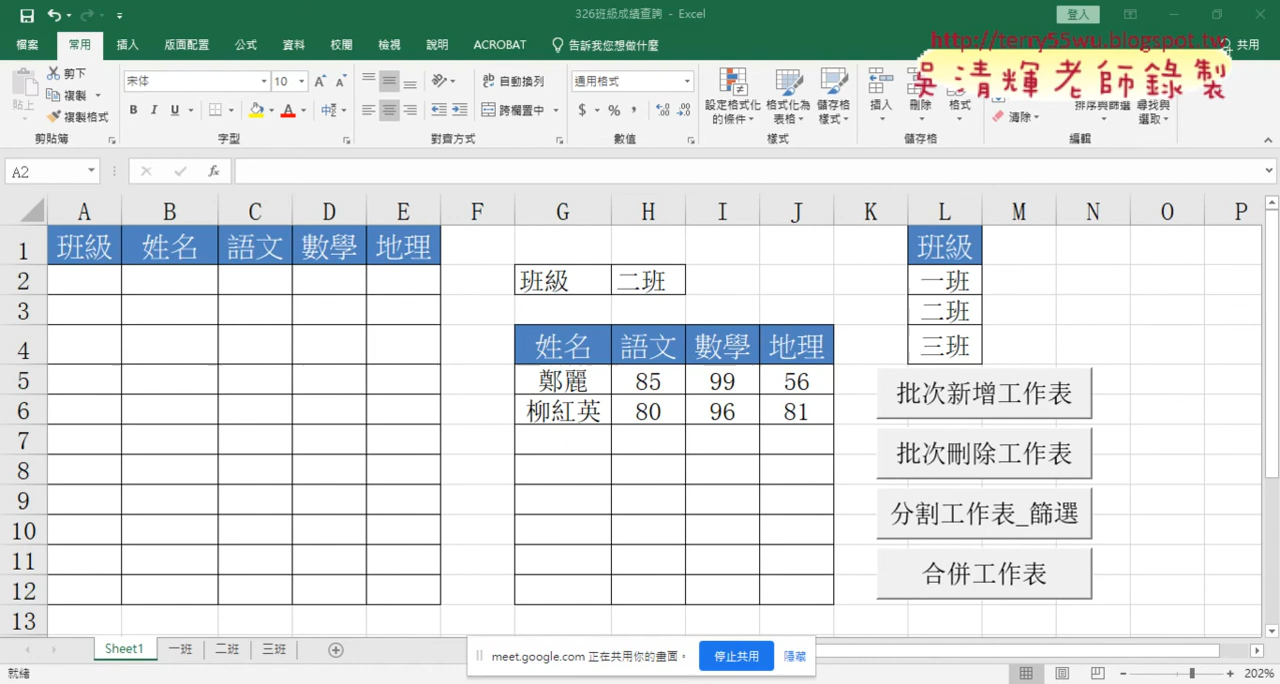 326班級成績查詢 - Excel
登入
檔案 常用 插入 版面配置 公式 資料 校閱 檢視 說明 ACROBAT 告訴我您想做什麼 共用
http://terry55wu.blogspot.tw
吳清輝老師錄製
貼上 剪下 複製 複製格式 剪貼簿
宋体 10 B I U A 中 字型
自動換列 跨欄置中 對齊方式
通用格式 $ % , 數值
設定格式化的條件 格式化為表格 儲存格樣式 樣式
插入 刪除 格式 儲存格
清除 排序與篩選 尋找與選取 編輯
A2 fx
A B C D E F G H I J K L M N O P
1 班級 姓名 語文 數學 地理 班級
2 班級 二班 一班
3 二班
4 姓名 語文 數學 地理 三班
5 鄭麗 85 99 56 批次新增工作表
6 柳紅英 80 96 81
7 批次刪除工作表
8
9 分割工作表_篩選
10
11 合併工作表
12
13
Sheet1 一班 二班 三班
meet.google.com 正在共用你的畫面。 停止共用 隱藏
就緒 202%